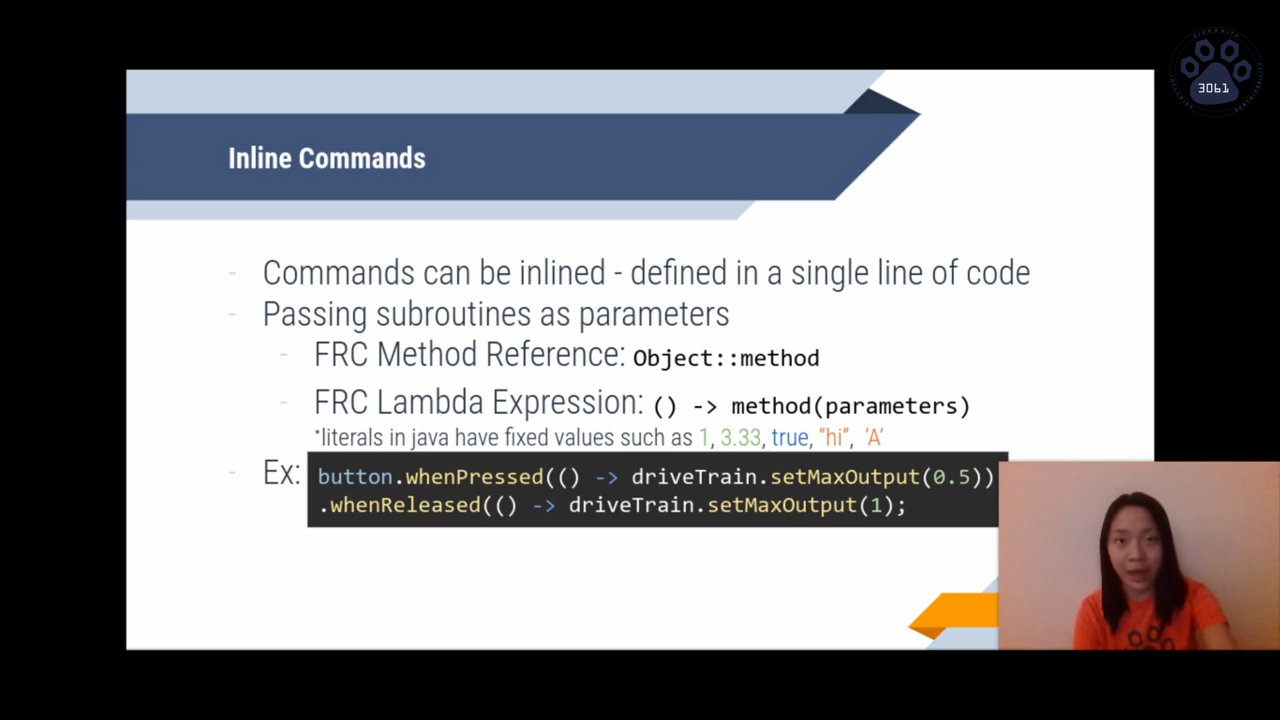 3061
Inline Commands
- Commands can be inlined - defined in a single line of code
- Passing subroutines as parameters
- FRC Method Reference: Object::method
- FRC Lambda Expression: () -> method(parameters)
*literals in java have fixed values such as 1, 3.33, true, “hi”, ‘A’
- Ex: button.whenPressed(() -> driveTrain.setMaxOutput(0.5))
.whenReleased(() -> driveTrain.setMaxOutput(1);